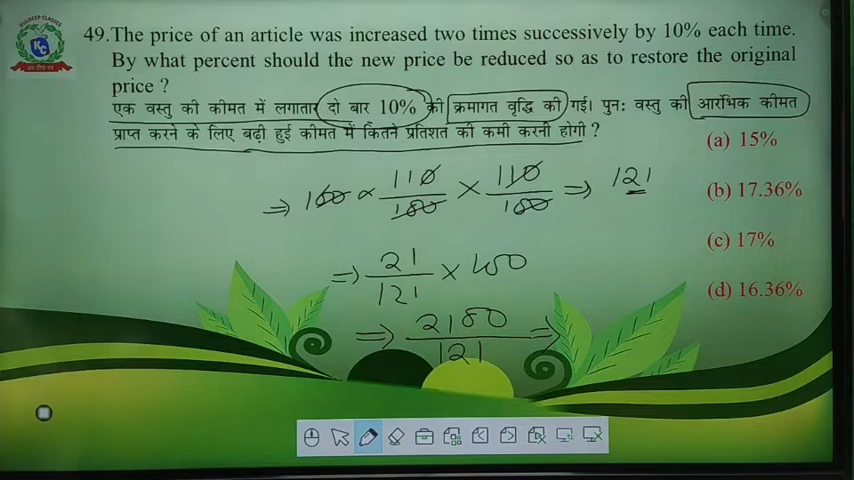 KULDEEP CLASSES
KC
49.The price of an article was increased two times successively by 10% each time.
By what percent should the new price be reduced so as to restore the original
price ?
एक वस्तु की कीमत में लगातार दो बार 10% की क्रमागत वृद्धि की गई। पुन: वस्तु की आरंभिक कीमत
प्राप्त करने के लिए बढ़ी हुई कीमत में कितने प्रतिशत की कमी करनी होगी ?
(a) 15%
(b) 17.36%
(c) 17%
(d) 16.36%
⇒ 100 × 110/100 × 110/100 ⇒ 121
⇒ 21/121 × 100
⇒ 2100/121 ⇒